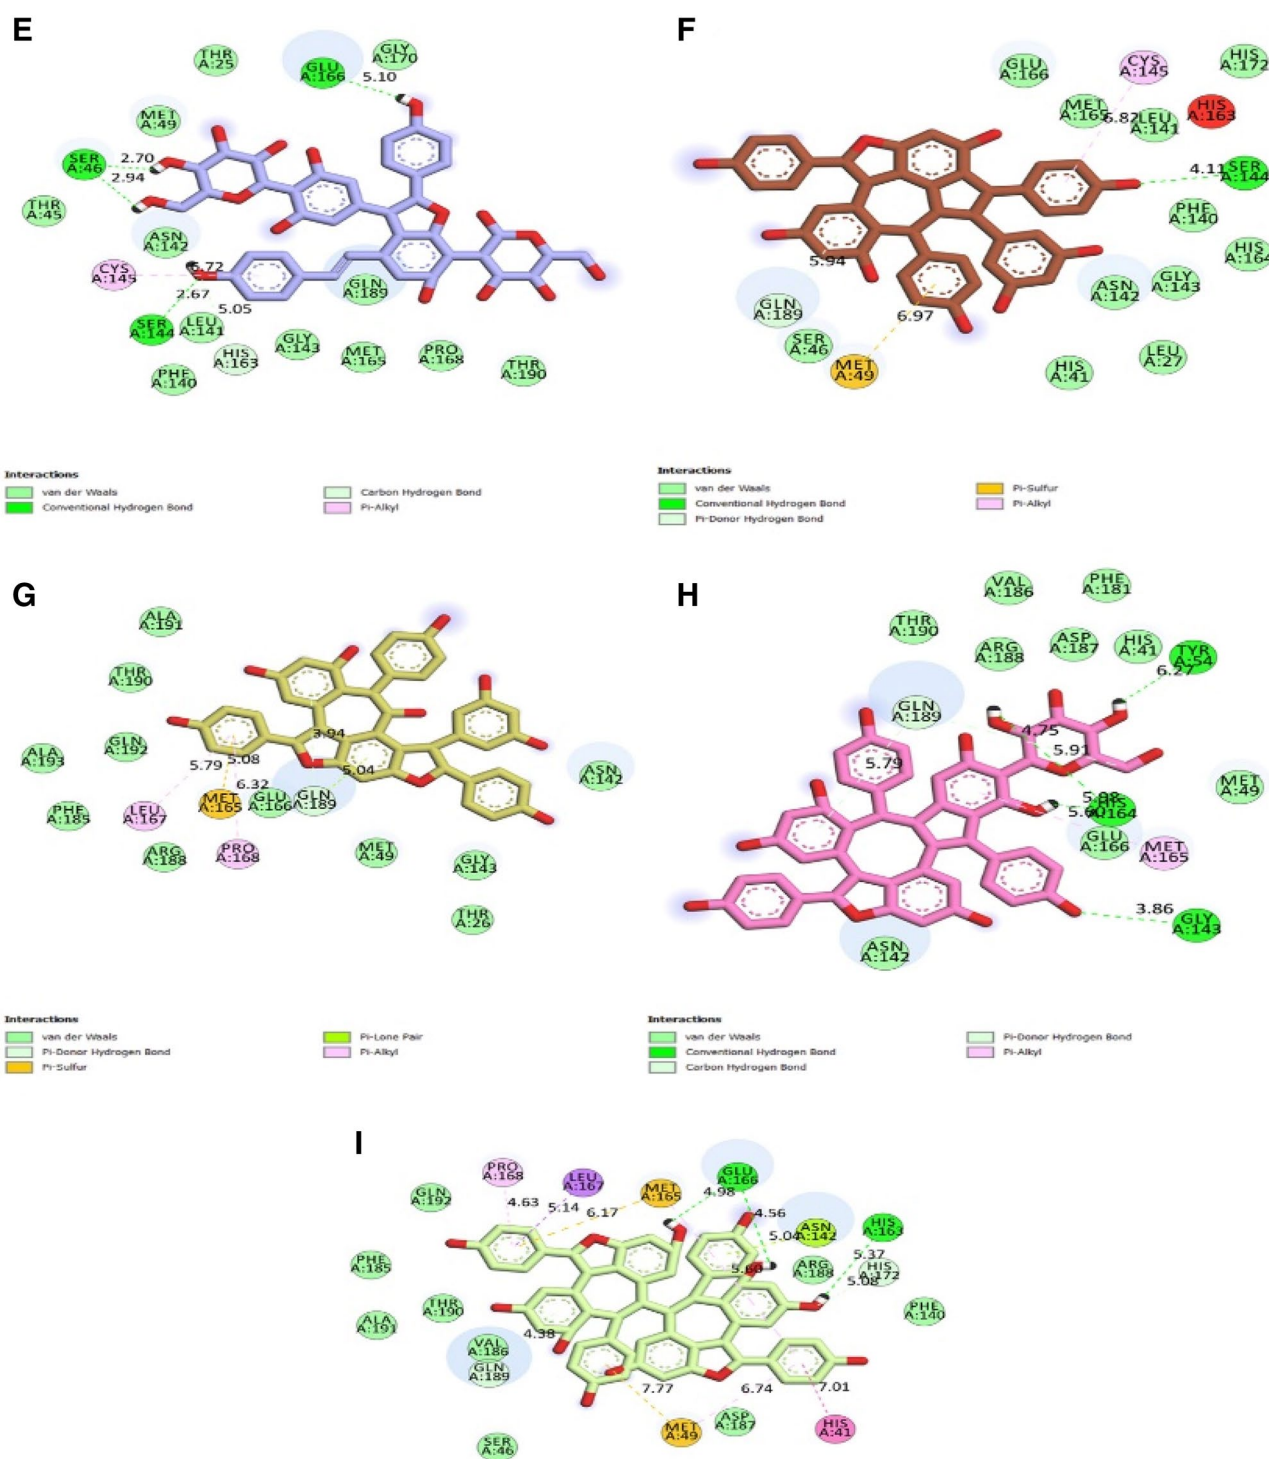 E
THR
A:25
GLU
A:166
GLY
A:170
5.10
MET
A:49
SER
A:46
2.70
2.94
THR
A:45
ASN
A:142
CYS
A:145
6.72
2.67
5.05
GLN
A:189
SER
A:144
LEU
A:141
HIS
A:163
GLY
A:143
MET
A:165
PRO
A:168
THR
A:190
PHE
A:140
Interactions
van der Waals
Conventional Hydrogen Bond
Carbon Hydrogen Bond
Pi-Alkyl
F
GLU
A:166
CYS
A:145
HIS
A:172
MET
A:165
6.82
LEU
A:141
HIS
A:163
4.11
SER
A:144
PHE
A:140
HIS
A:164
5.94
GLN
A:189
ASN
A:142
GLY
A:143
6.97
SER
A:46
MET
A:49
HIS
A:41
LEU
A:27
Interactions
van der Waals
Conventional Hydrogen Bond
Pi-Donor Hydrogen Bond
Pi-Sulfur
Pi-Alkyl
G
ALA
A:191
THR
A:190
GLN
A:192
ALA
A:193
3.94
5.79
5.08
5.04
6.32
ASN
A:142
PHE
A:185
LEU
A:167
MET
A:165
GLU
A:166
GLN
A:189
ARG
A:188
PRO
A:168
MET
A:49
GLY
A:143
THR
A:26
Interactions
van der Waals
Pi-Donor Hydrogen Bond
Pi-Sulfur
Pi-Lone Pair
Pi-Alkyl
H
VAL
A:186
PHE
A:181
THR
A:190
ARG
A:188
ASP
A:187
HIS
A:41
TYR
A:54
6.27
GLN
A:189
4.75
5.91
5.79
MET
A:49
HIS
A:164
GLU
A:166
MET
A:165
3.86
GLY
A:143
ASN
A:142
Interactions
van der Waals
Conventional Hydrogen Bond
Carbon Hydrogen Bond
Pi-Donor Hydrogen Bond
Pi-Alkyl
I
PRO
A:168
LEU
A:167
MET
A:165
GLU
A:166
GLN
A:192
4.63
5.14
6.17
4.98
4.56
5.04
ASN
A:142
HIS
A:163
5.37
PHE
A:185
5.60
ARG
A:188
HIS
A:172
5.08
ALA
A:191
THR
A:190
PHE
A:140
4.38
VAL
A:186
GLN
A:189
7.77
6.74
7.01
MET
A:49
ASP
A:187
HIS
A:41
SER
A:46